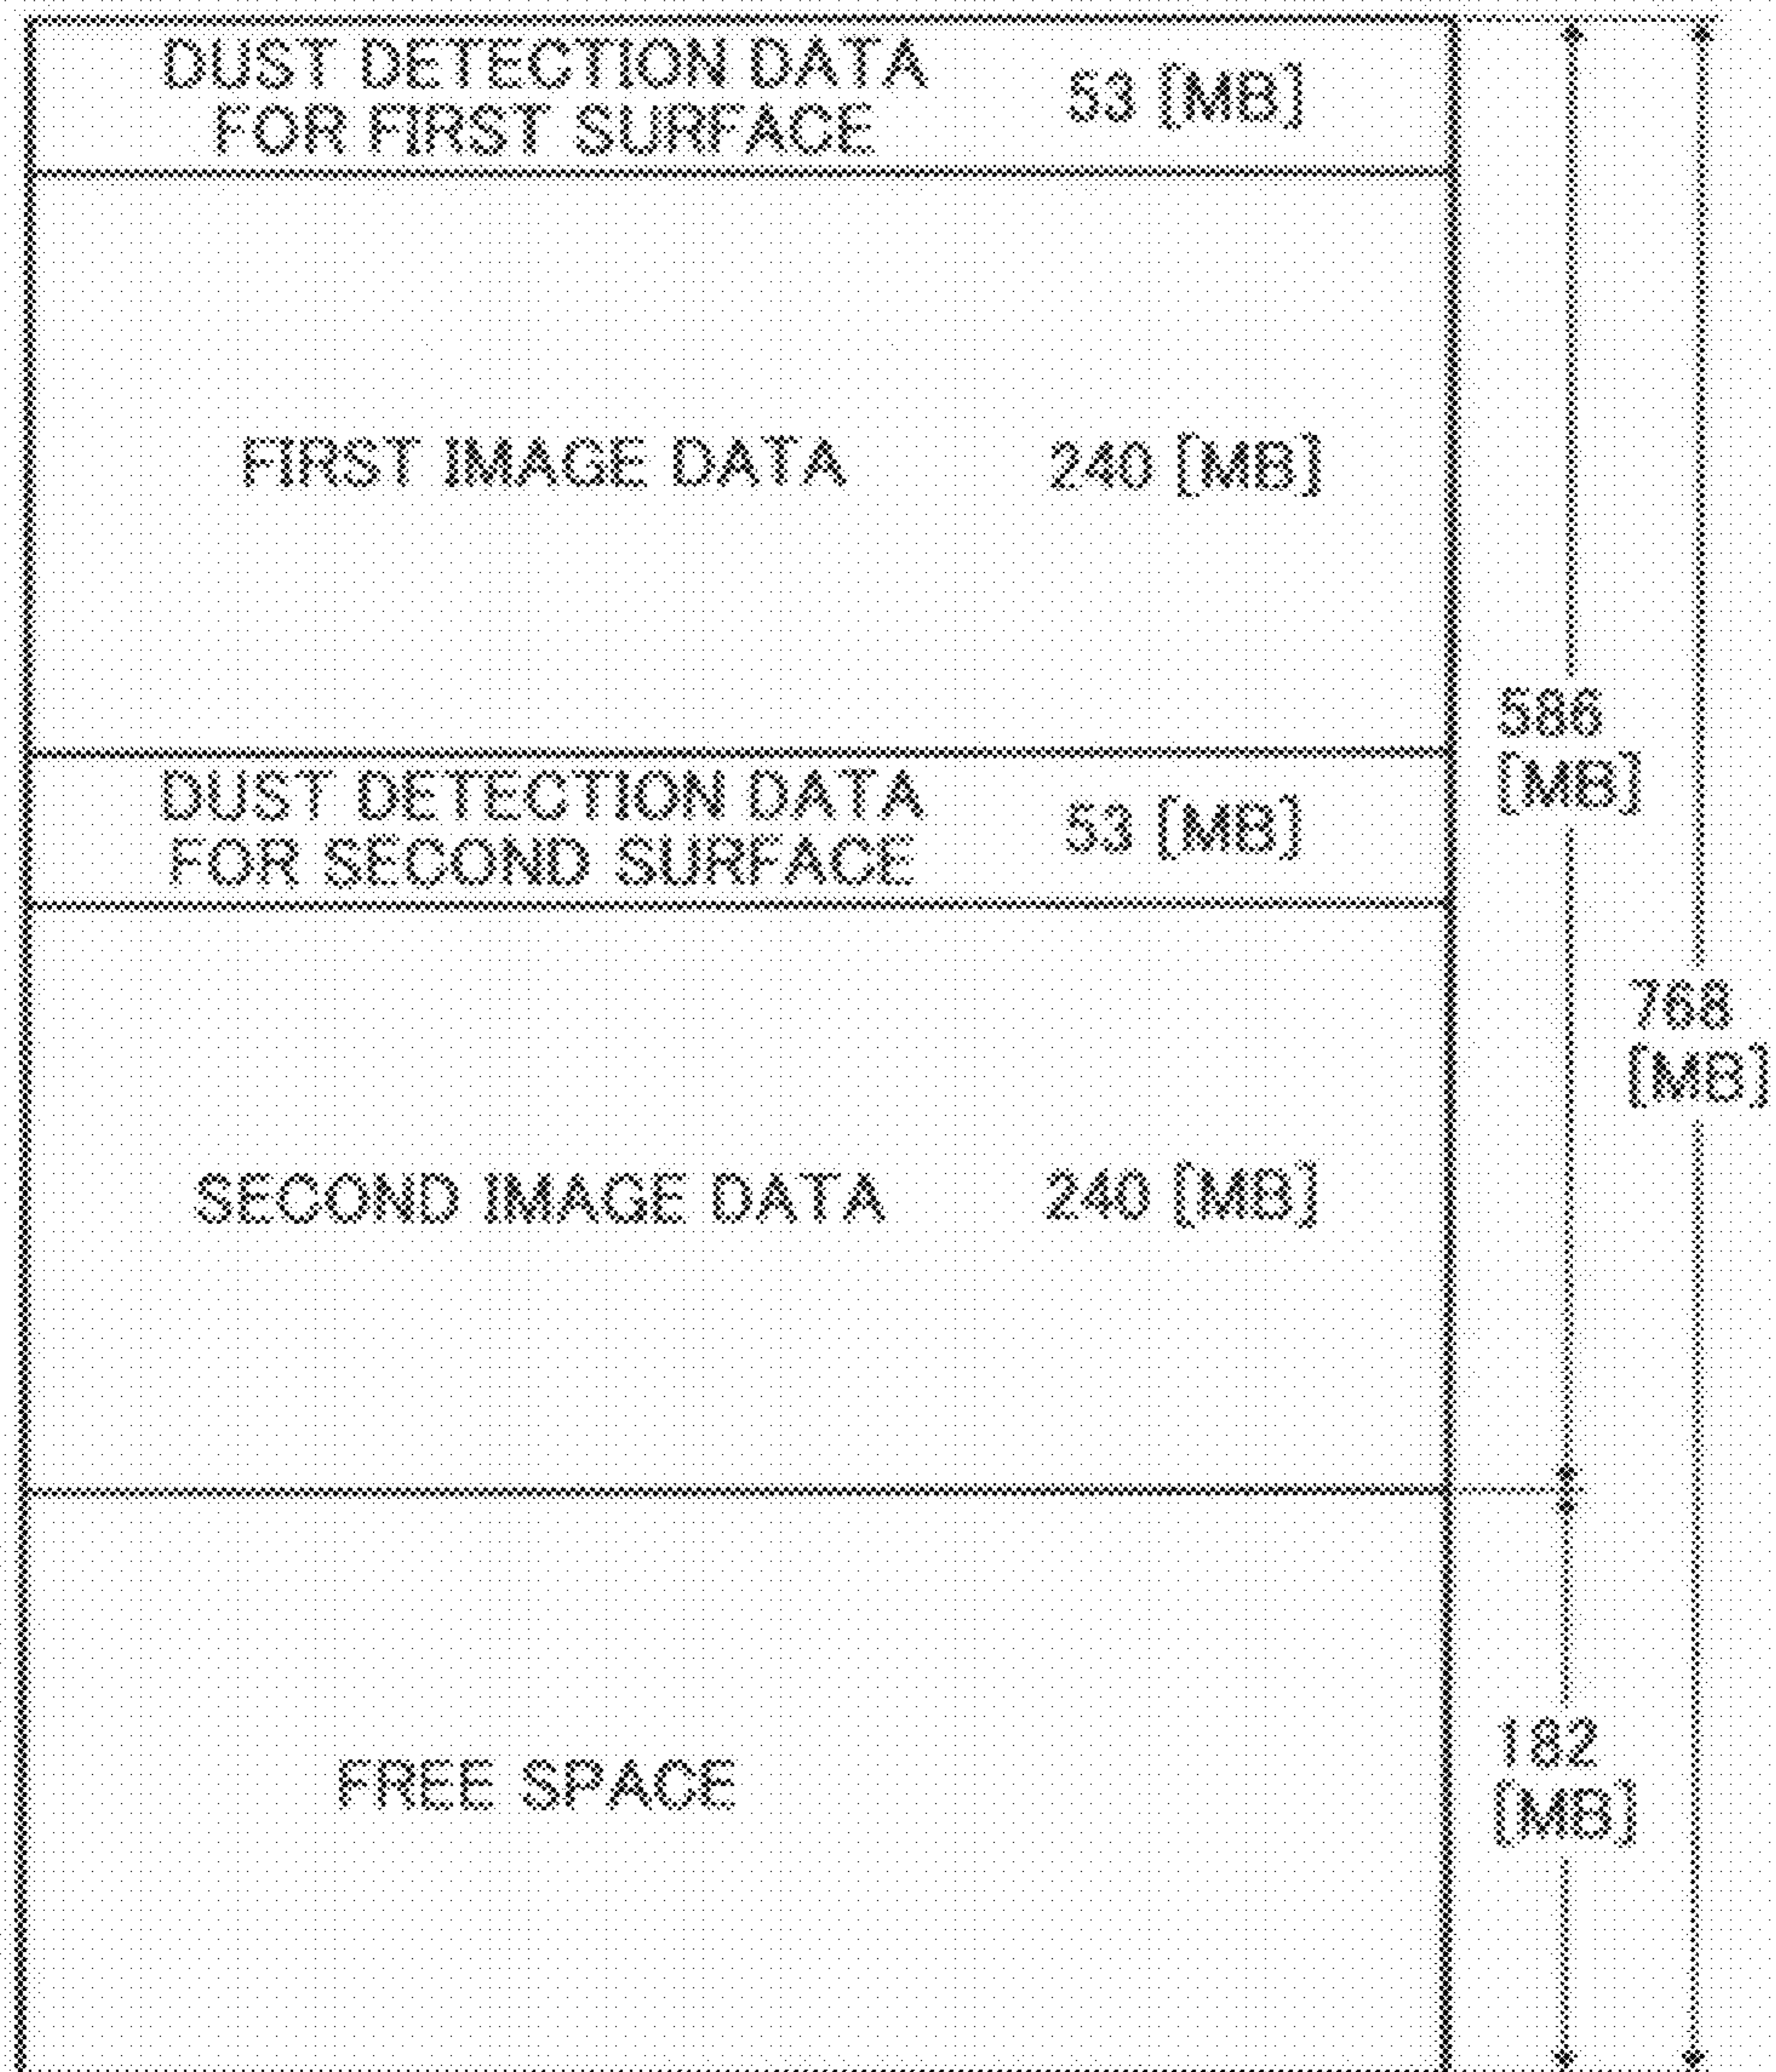 DUST DETECTION DATA
FOR FIRST SURFACE
53 [MB]
FIRST IMAGE DATA
240 [MB]
586
[MB]
DUST DETECTION DATA
FOR SECOND SURFACE
53 [MB]
768
[MB]
SECOND IMAGE DATA
240 [MB]
FREE SPACE
182
[MB]